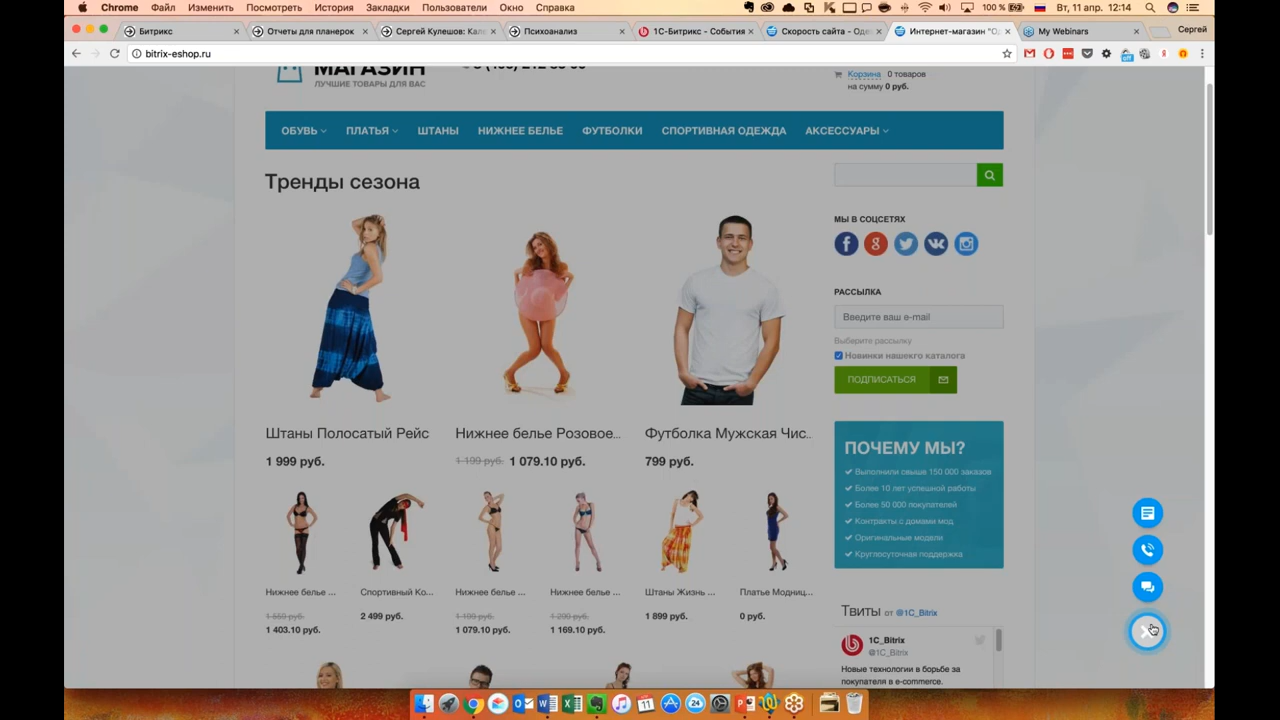 Chrome Файл Изменить Посмотреть История Закладки Пользователи Окно Справка 100 % Вт, 11 апр. 12:14
Битрикс Отчеты для планерок Сергей Кулешов: Кал Психоанализ 1С-Битрикс - События Скорость сайта - Оде Интернет-магазин "О My Webinars Сергей
bitrix-eshop.ru
МАГАЗИН
ЛУЧШИЕ ТОВАРЫ ДЛЯ ВАС
Корзина 0 товаров
на сумму 0 руб.
ОБУВЬ ПЛАТЬЯ ШТАНЫ НИЖНЕЕ БЕЛЬЕ ФУТБОЛКИ СПОРТИВНАЯ ОДЕЖДА АКСЕССУАРЫ
Тренды сезона
Штаны Полосатый Рейс
1 999 руб.
Нижнее белье Розовое...
1 199 руб. 1 079.10 руб.
Футболка Мужская Чис..
799 руб.
Нижнее белье ...
1 559 руб.
1 403.10 руб.
Спортивный Ко...
2 499 руб.
Нижнее белье ...
1 199 руб.
1 079.10 руб.
Нижнее белье ...
1 299 руб.
1 169.10 руб.
Штаны Жизнь ...
1 899 руб.
Платье Модниц...
0 руб.
МЫ В СОЦСЕТЯХ
РАССЫЛКА
Введите ваш e-mail
Выберите рассылку
Новинки нашекго каталога
ПОДПИСАТЬСЯ
ПОЧЕМУ МЫ?
Выполнили свыше 150 000 заказов
Более 10 лет успешной работы
Более 50 000 покупателей
Контракты с домами мод
Оригинальные модели
Круглосуточная поддержка
Твиты от @1C_Bitrix
1C_Bitrix
@1C_Bitrix
Новые технологии в борьбе за
покупателя в e-commerce.